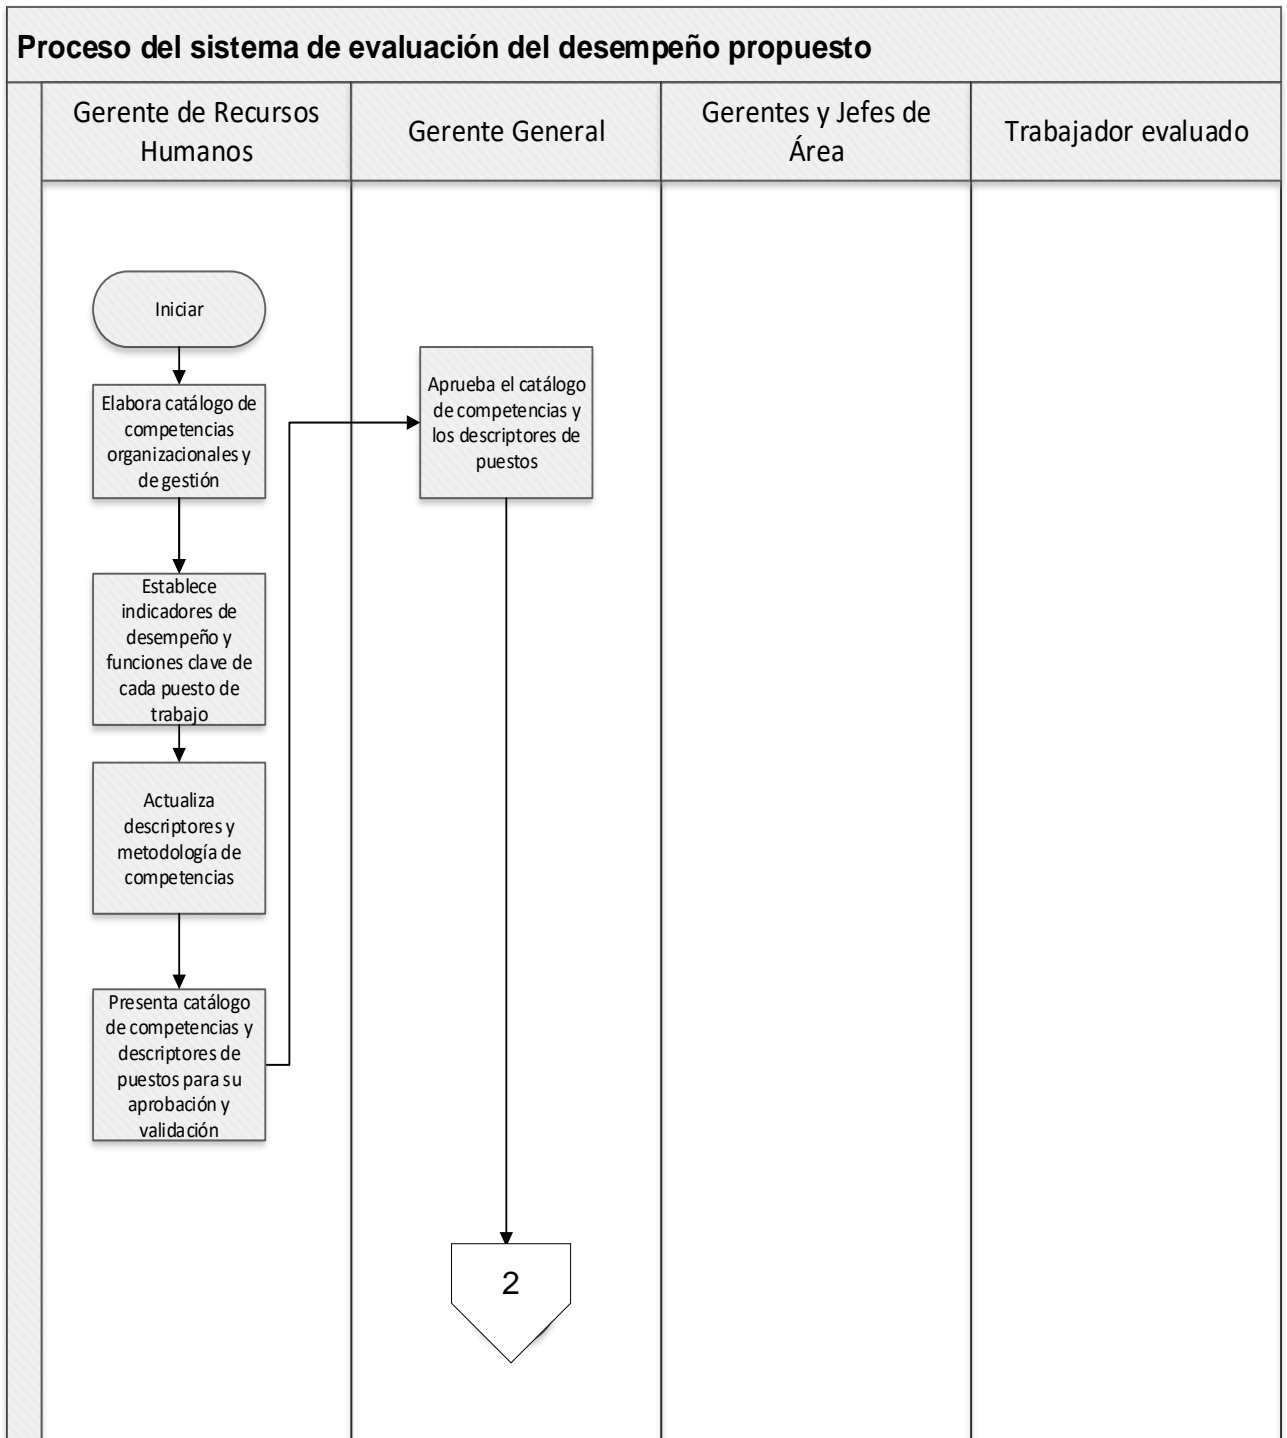 Proceso del sistema de evaluación del desempeño propuesto
Gerente de Recursos
Humanos
Gerente General
Gerentes y Jefes de
Área
Trabajador evaluado
Iniciar
Elabora catálogo de
competencias
organizacionales y
de gestión
Establece
indicadores de
desempeño y
funciones clave de
cada puesto de
trabajo
Actualiza
descriptores y
metodología de
competencias
Presenta catálogo
de competencias y
descriptores de
puestos para su
aprobación y
validación
Aprueba el catálogo
de competencias y
los descriptores de
puestos
2